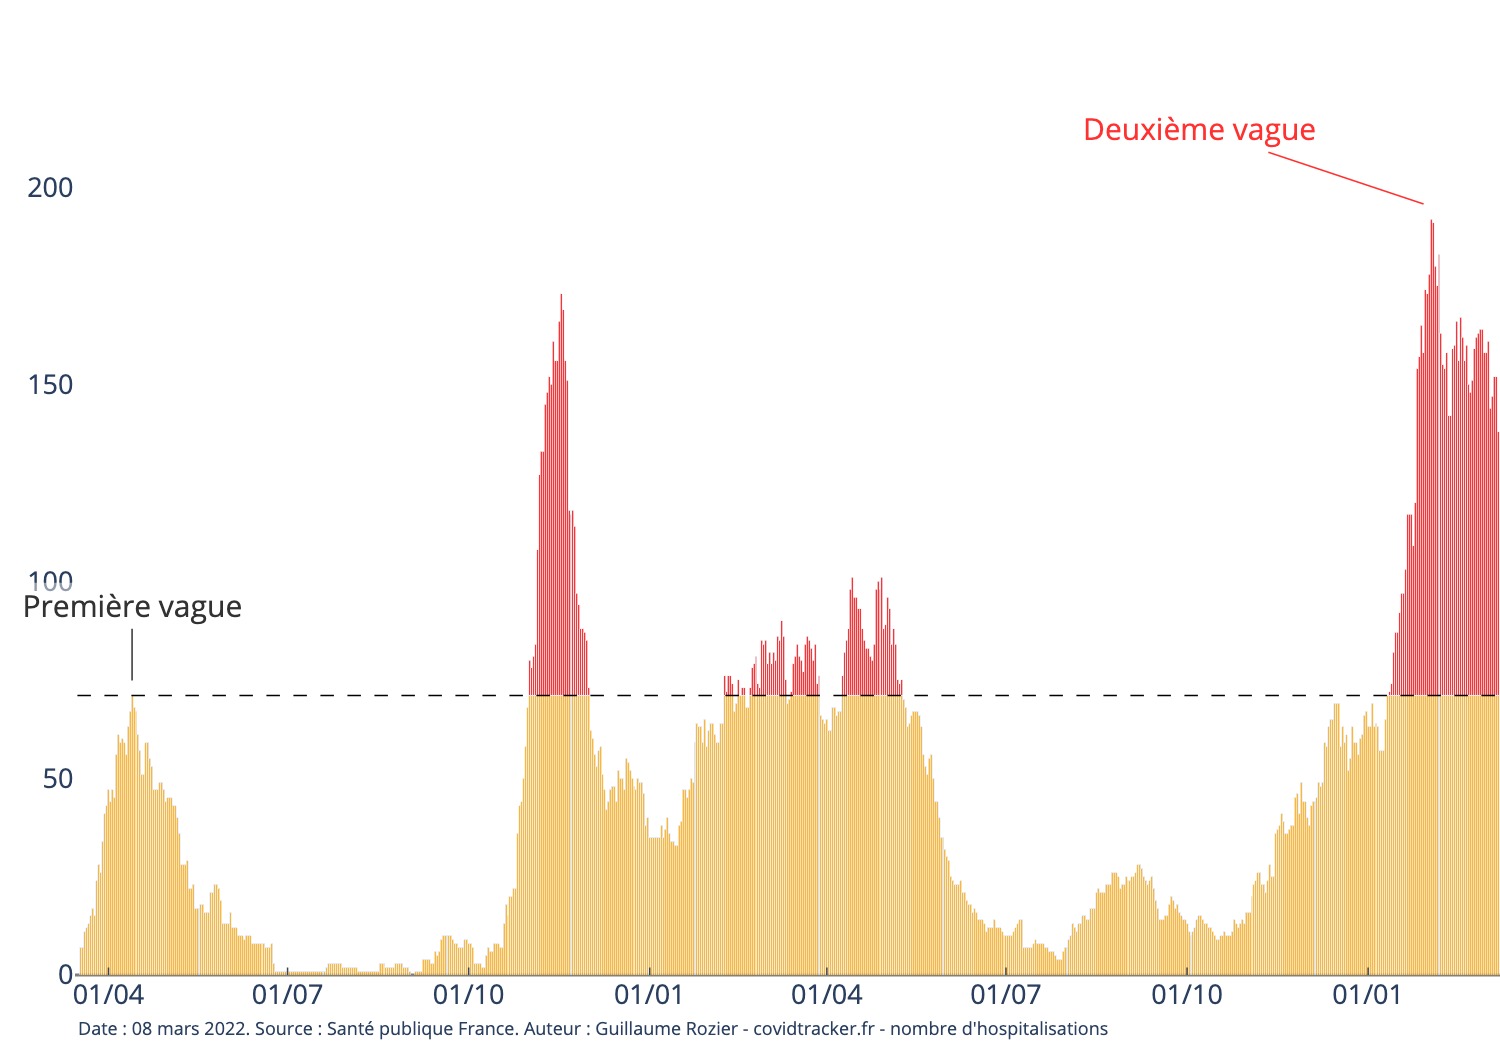 Deuxième vague
200
150
100
Première vague
50
0
01/04 01/07 01/10 01/01 01/04 01/07 01/10 01/01
Date : 08 mars 2022. Source : Santé publique France. Auteur : Guillaume Rozier - covidtracker.fr - nombre d'hospitalisations